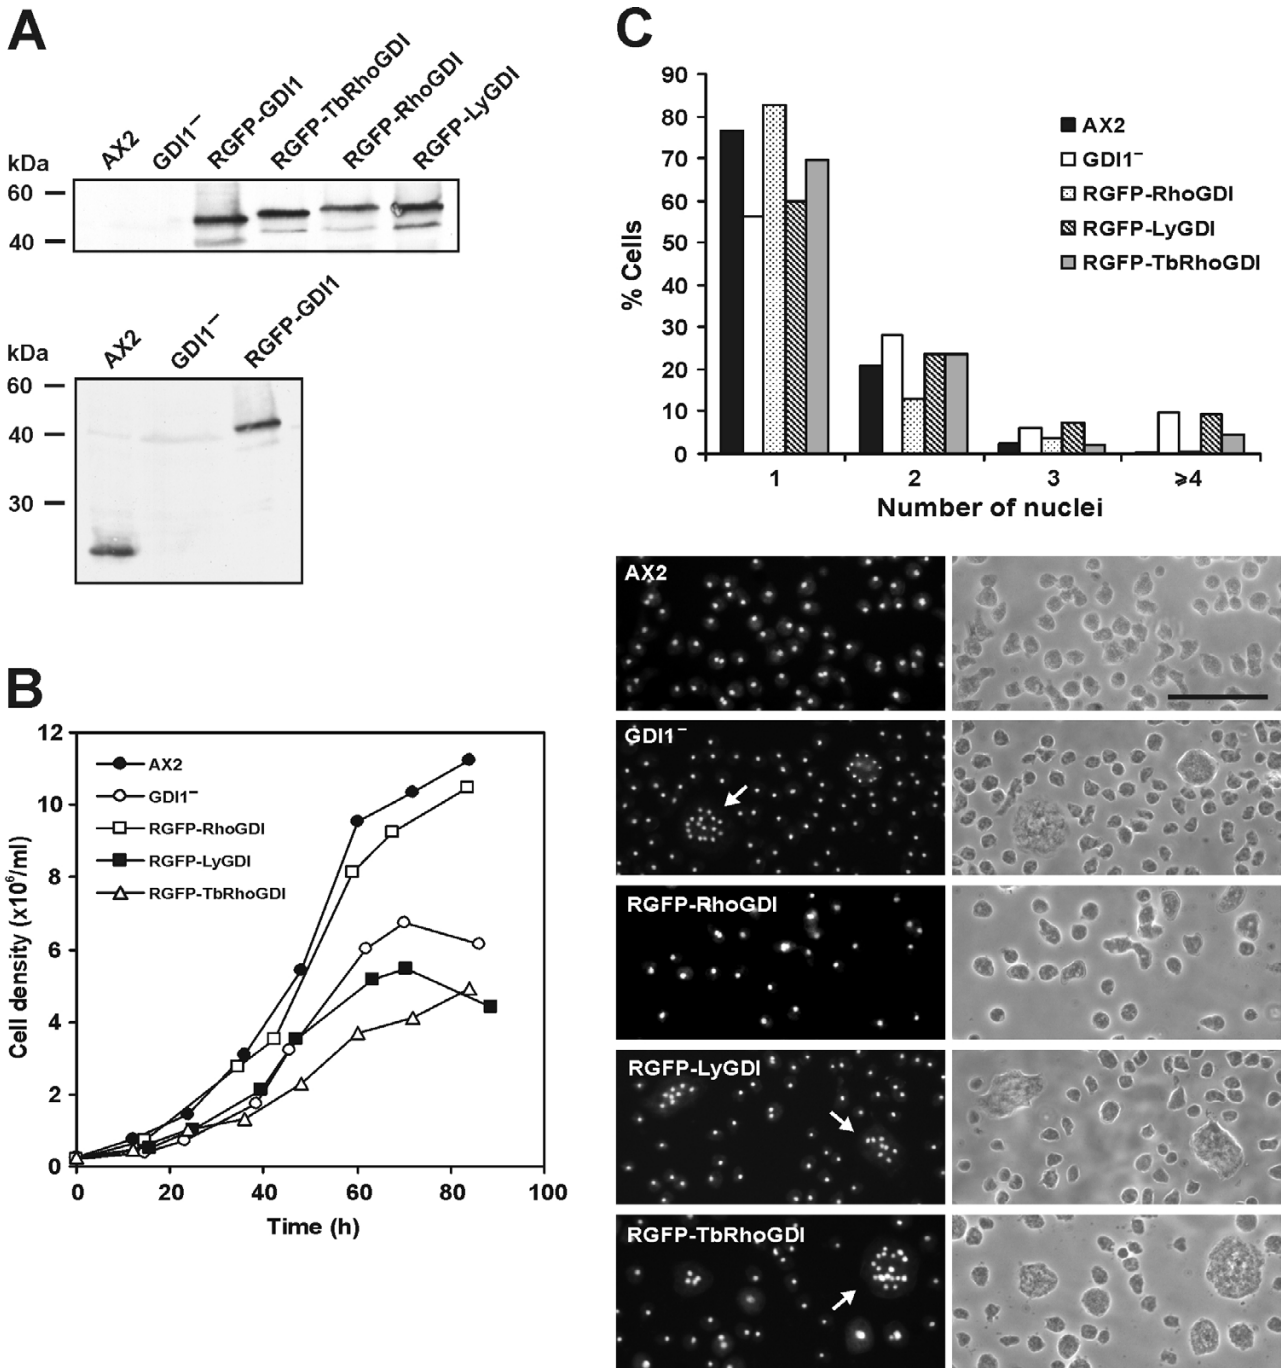 A
AX2
GDI1–
RGFP-GDI1
RGFP-TbRhoGDI
RGFP-RhoGDI
RGFP-LyGDI
kDa
60
40
AX2
GDI1–
RGFP-GDI1
kDa
60
40
30
B
12
10
8
6
4
2
0
Cell density (x10⁶/ml)
AX2
GDI1–
RGFP-RhoGDI
RGFP-LyGDI
RGFP-TbRhoGDI
0 20 40 60 80 100
Time (h)
C
90
80
70
60
50
40
30
20
10
0
% Cells
AX2
GDI1–
RGFP-RhoGDI
RGFP-LyGDI
RGFP-TbRhoGDI
1 2 3 ⩾4
Number of nuclei
AX2
GDI1–
RGFP-RhoGDI
RGFP-LyGDI
RGFP-TbRhoGDI